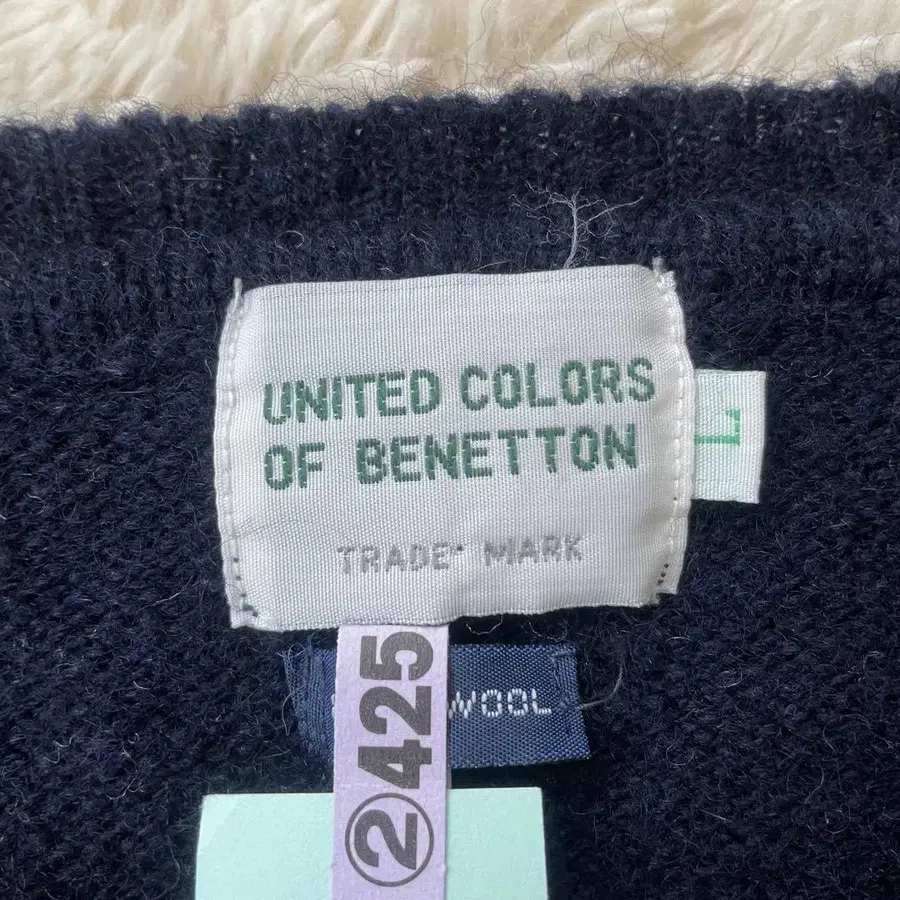 UNITED COLORS
OF BENETTON
TRADE MARK
L
WOOL
②425